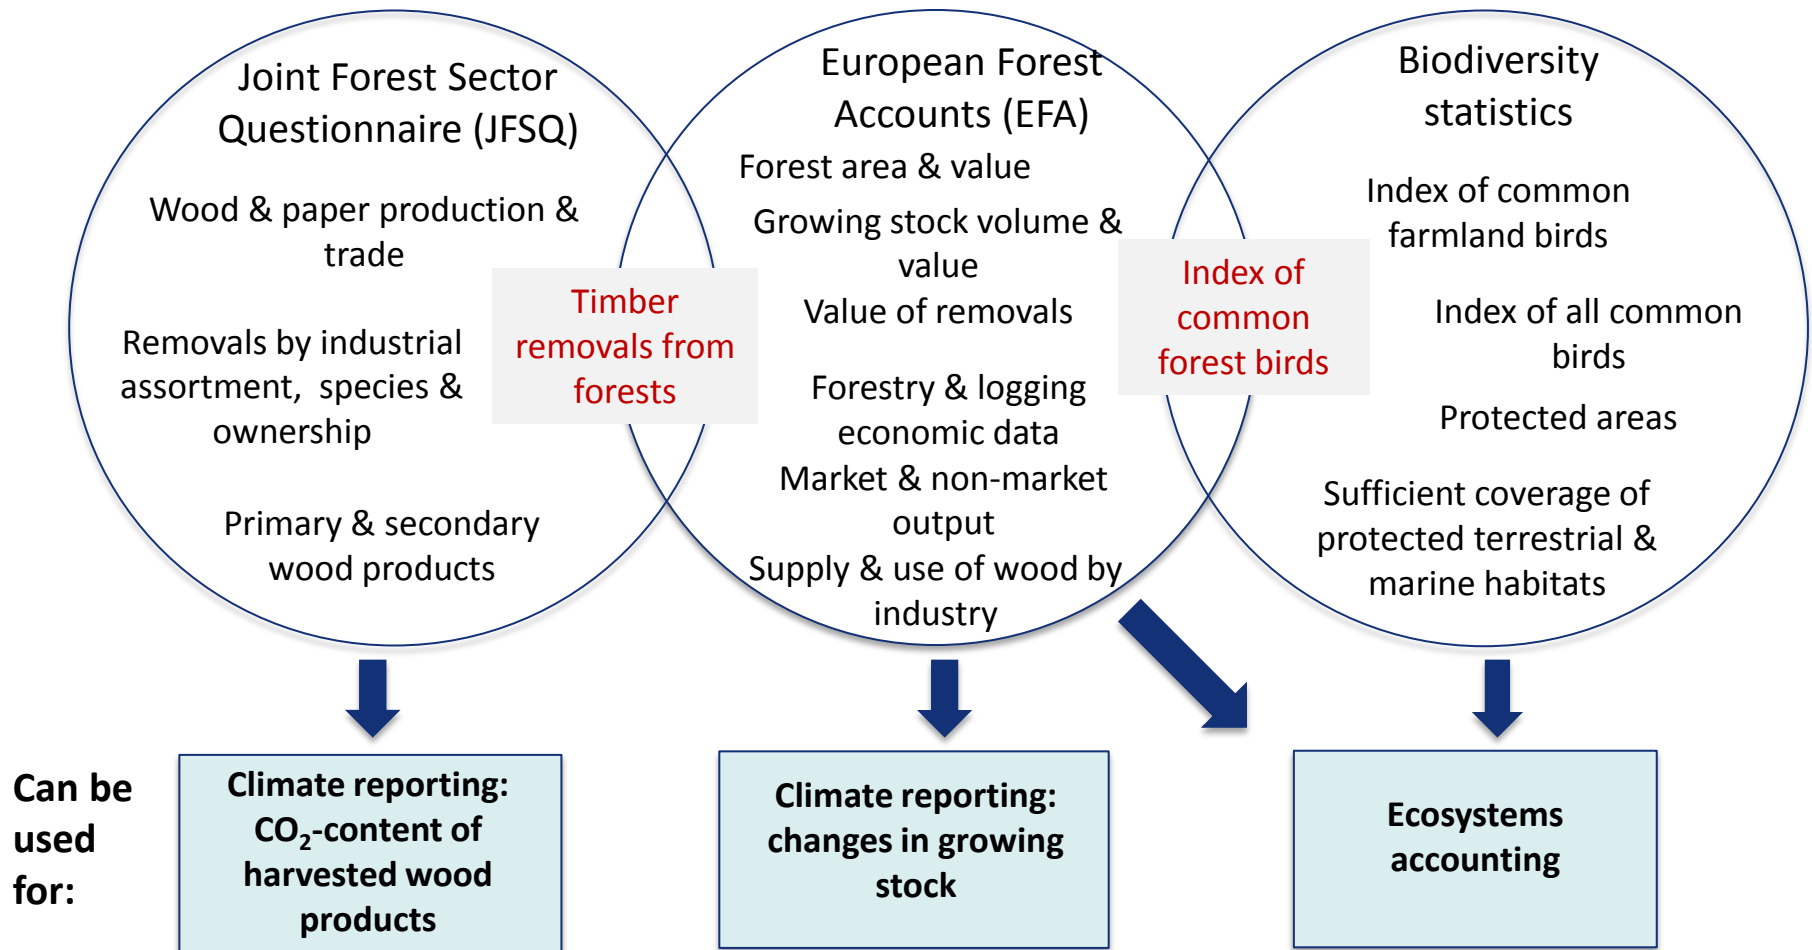 Joint Forest Sector
Questionnaire (JFSQ)
Wood & paper production &
trade
Removals by industrial
assortment, species &
ownership
Primary & secondary
wood products
Timber
removals from
forests
European Forest
Accounts (EFA)
Forest area & value
Growing stock volume &
value
Value of removals
Forestry & logging
economic data
Market & non-market
output
Supply & use of wood by
industry
Index of
common
forest birds
Biodiversity
statistics
Index of common
farmland birds
Index of all common
birds
Protected areas
Sufficient coverage of
protected terrestrial &
marine habitats
Can be
used
for:
Climate reporting:
CO₂-content of
harvested wood
products
Climate reporting:
changes in growing
stock
Ecosystems
accounting